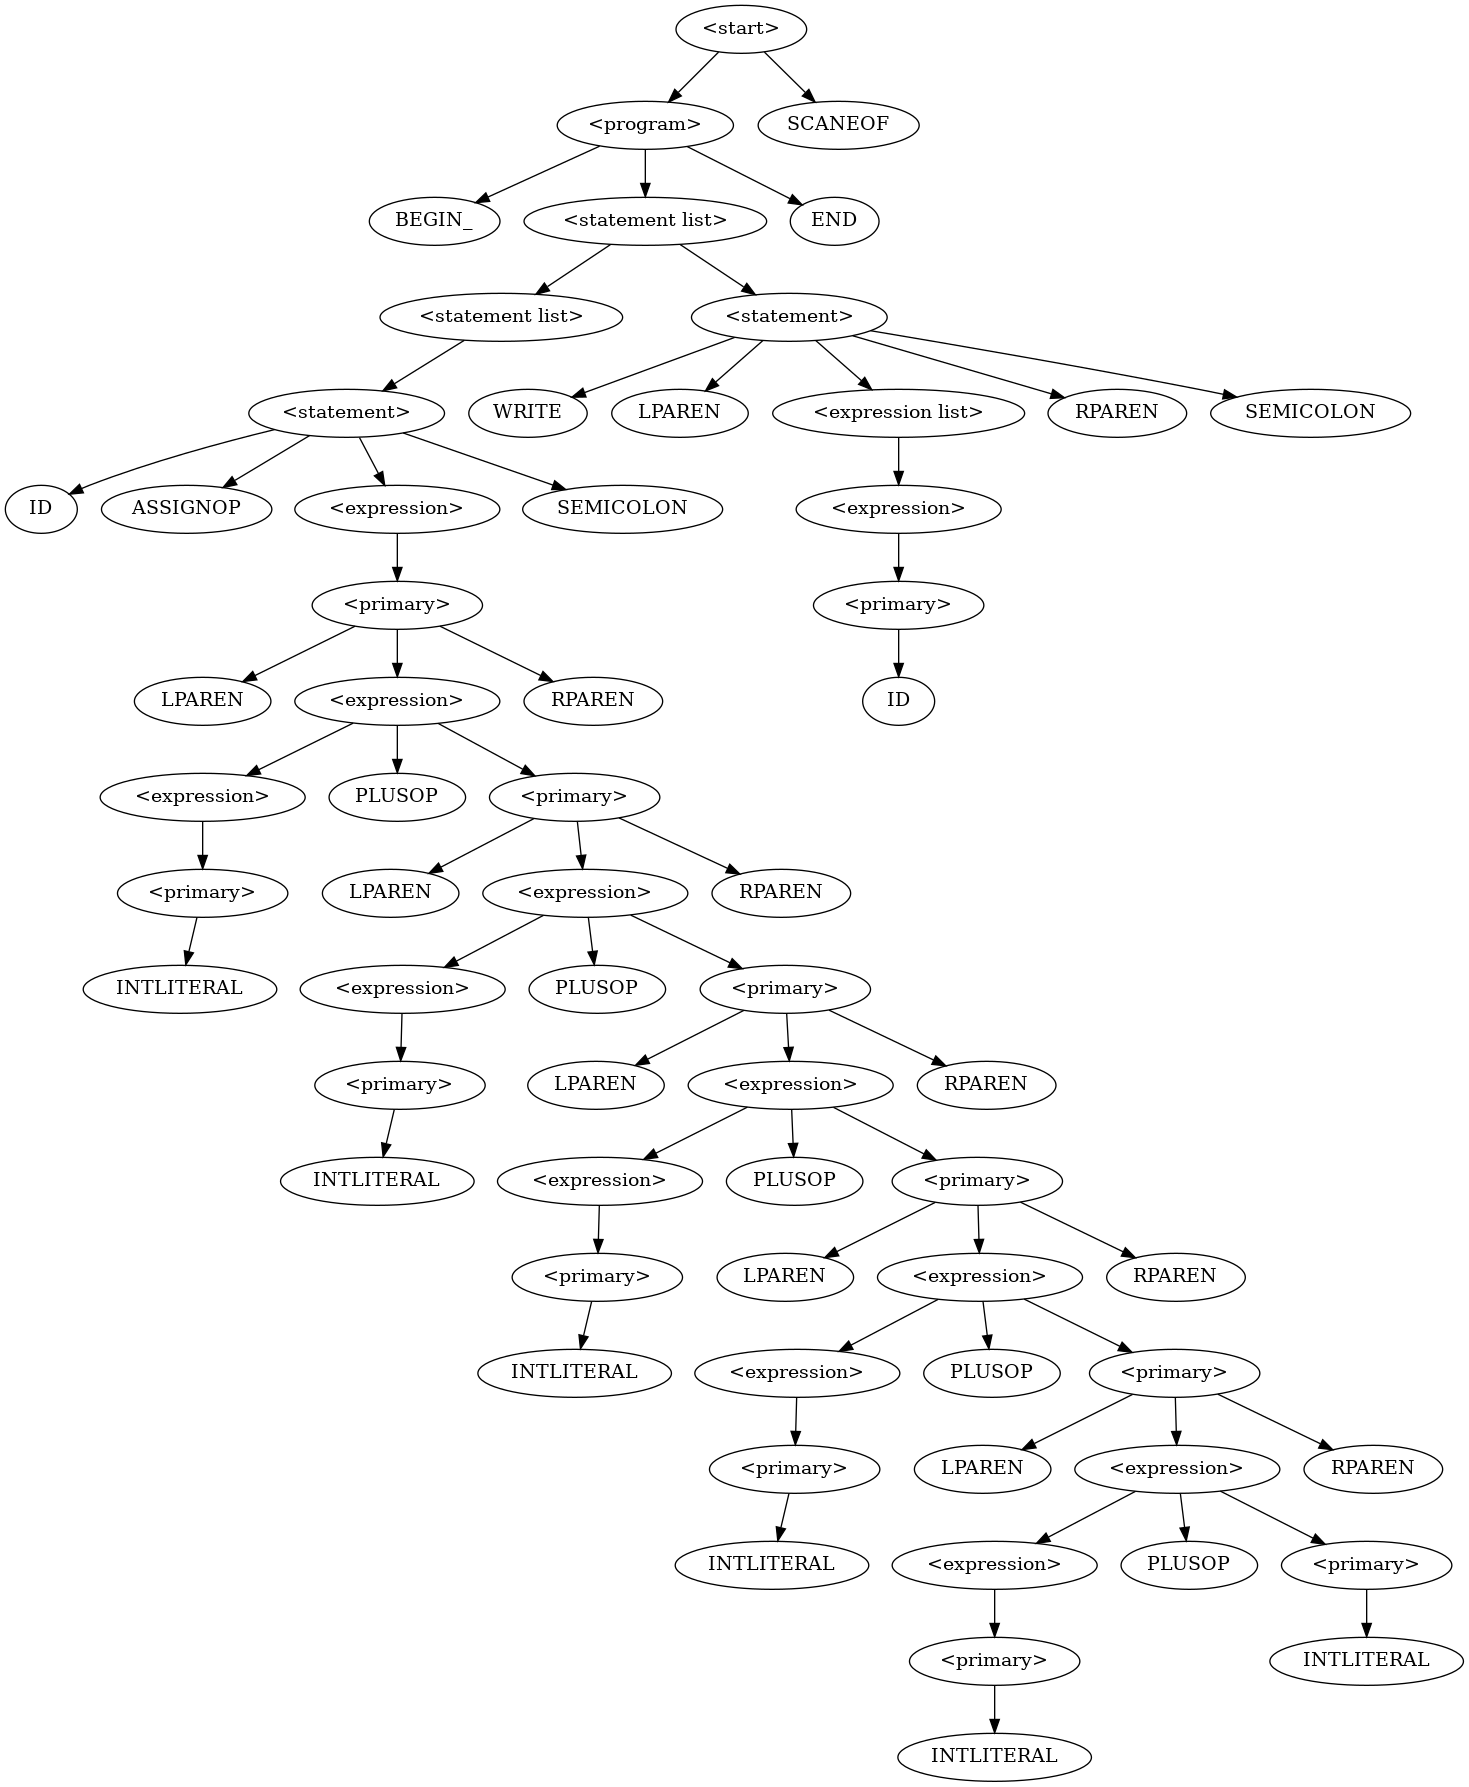 <start>
<program> SCANEOF
BEGIN_ <statement list> END
<statement list> <statement>
<statement> WRITE LPAREN <expression list> RPAREN SEMICOLON
ID ASSIGNOP <expression> SEMICOLON <expression>
<primary> <primary>
LPAREN <expression> RPAREN ID
<expression> PLUSOP <primary>
<primary> LPAREN <expression> RPAREN
INTLITERAL <expression> PLUSOP <primary>
<primary> LPAREN <expression> RPAREN
INTLITERAL <expression> PLUSOP <primary>
<primary> LPAREN <expression> RPAREN
INTLITERAL <expression> PLUSOP <primary>
<primary> LPAREN <expression> RPAREN
INTLITERAL <expression> PLUSOP <primary>
<primary> INTLITERAL
INTLITERAL